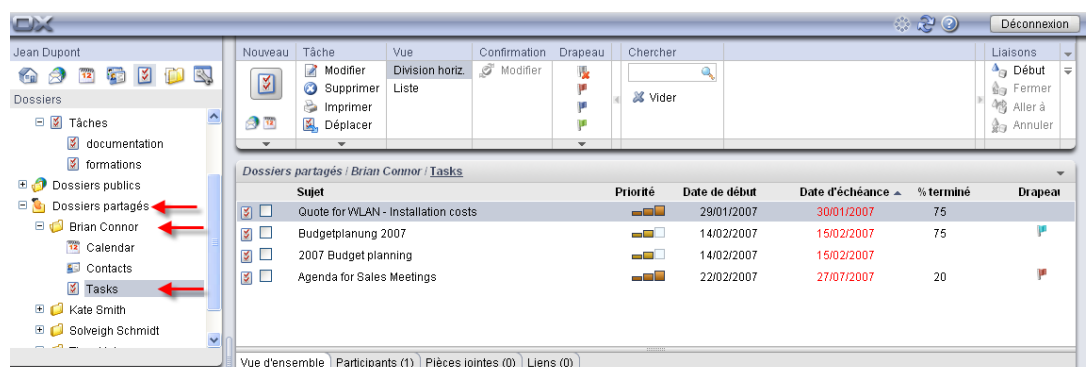 OX
Déconnexion
Jean Dupont
Dossiers
Tâches
documentation
formations
Dossiers publics
Dossiers partagés
Brian Connor
Calendar
Contacts
Tasks
Kate Smith
Solveigh Schmidt
Nouveau Tâche Vue Confirmation Drapeau Chercher Liaisons
Modifier Division horiz. Modifier Début
Supprimer Liste Vider Fermer
Imprimer Aller à
Déplacer Annuler
Dossiers partagés / Brian Connor / Tasks
Sujet Priorité Date de début Date d'échéance % terminé Drapeau
Quote for WLAN - Installation costs 29/01/2007 30/01/2007 75
Budgetplanung 2007 14/02/2007 15/02/2007 75
2007 Budget planning 14/02/2007 15/02/2007
Agenda for Sales Meetings 22/02/2007 27/07/2007 20
Vue d'ensemble Participants (1) Pièces jointes (0) Liens (0)